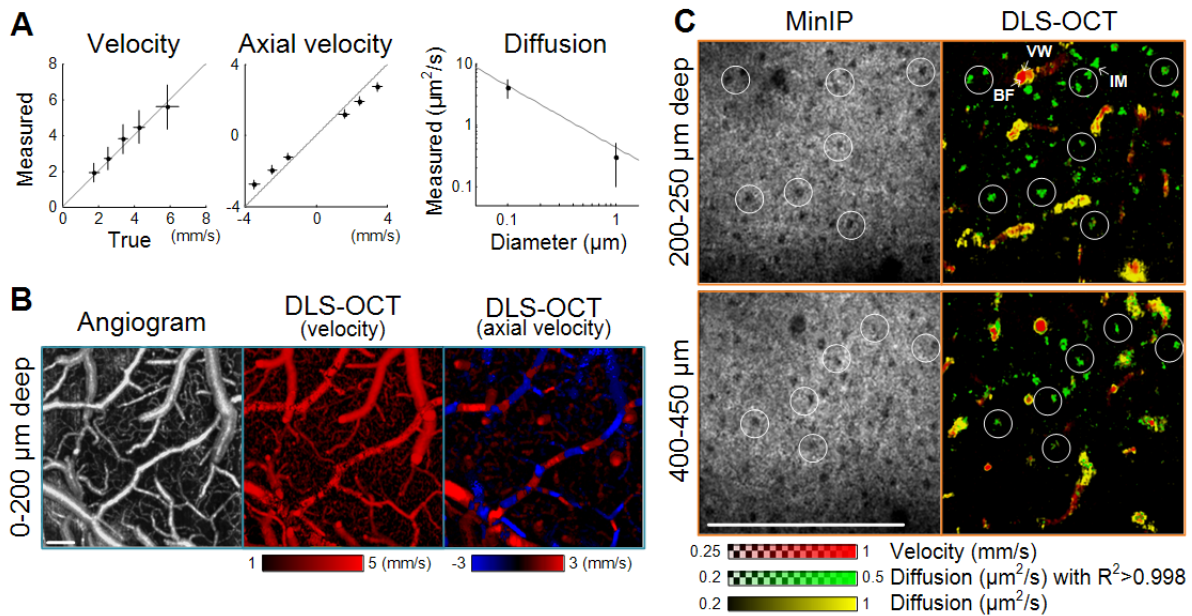 A
Velocity
Axial velocity
Diffusion
Measured
8
6
4
2
0
0 2 4 6 8
True
(mm/s)
4
0
-4
-4 0 4
(mm/s)
Measured (μm²/s)
10
1
0.1
0.1 1
Diameter (μm)
B
0-200 μm deep
Angiogram
DLS-OCT
(velocity)
DLS-OCT
(axial velocity)
1 5 (mm/s)
-3 3 (mm/s)
C
MinIP
DLS-OCT
200-250 μm deep
VW
BF
IM
400-450 μm
0.25 1 Velocity (mm/s)
0.2 0.5 Diffusion (μm²/s) with R²>0.998
0.2 1 Diffusion (μm²/s)